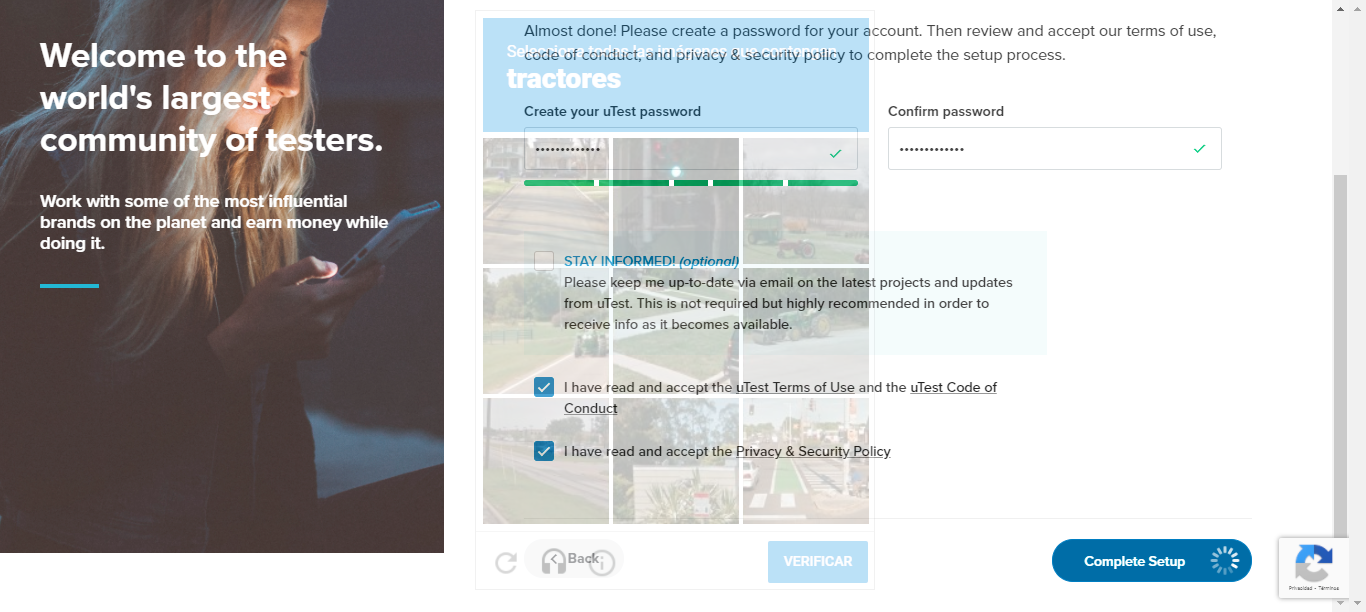 Welcome to the
world's largest
community of testers.
Work with some of the most influential
brands on the planet and earn money while
doing it.
Almost done! Please create a password for your account. Then review and accept our terms of use,
code of conduct, and privacy & security policy to complete the setup process.
Selecciona todas las imágenes que contengan
tractores
Create your uTest password
Confirm password
•••••••••••••
•••••••••••••
STAY INFORMED! (optional)
Please keep me up-to-date via email on the latest projects and updates
from uTest. This is not required but highly recommended in order to
receive info as it becomes available.
I have read and accept the uTest Terms of Use and the uTest Code of
Conduct
I have read and accept the Privacy & Security Policy
Back
VERIFICAR
Complete Setup
Privacidad - Términos